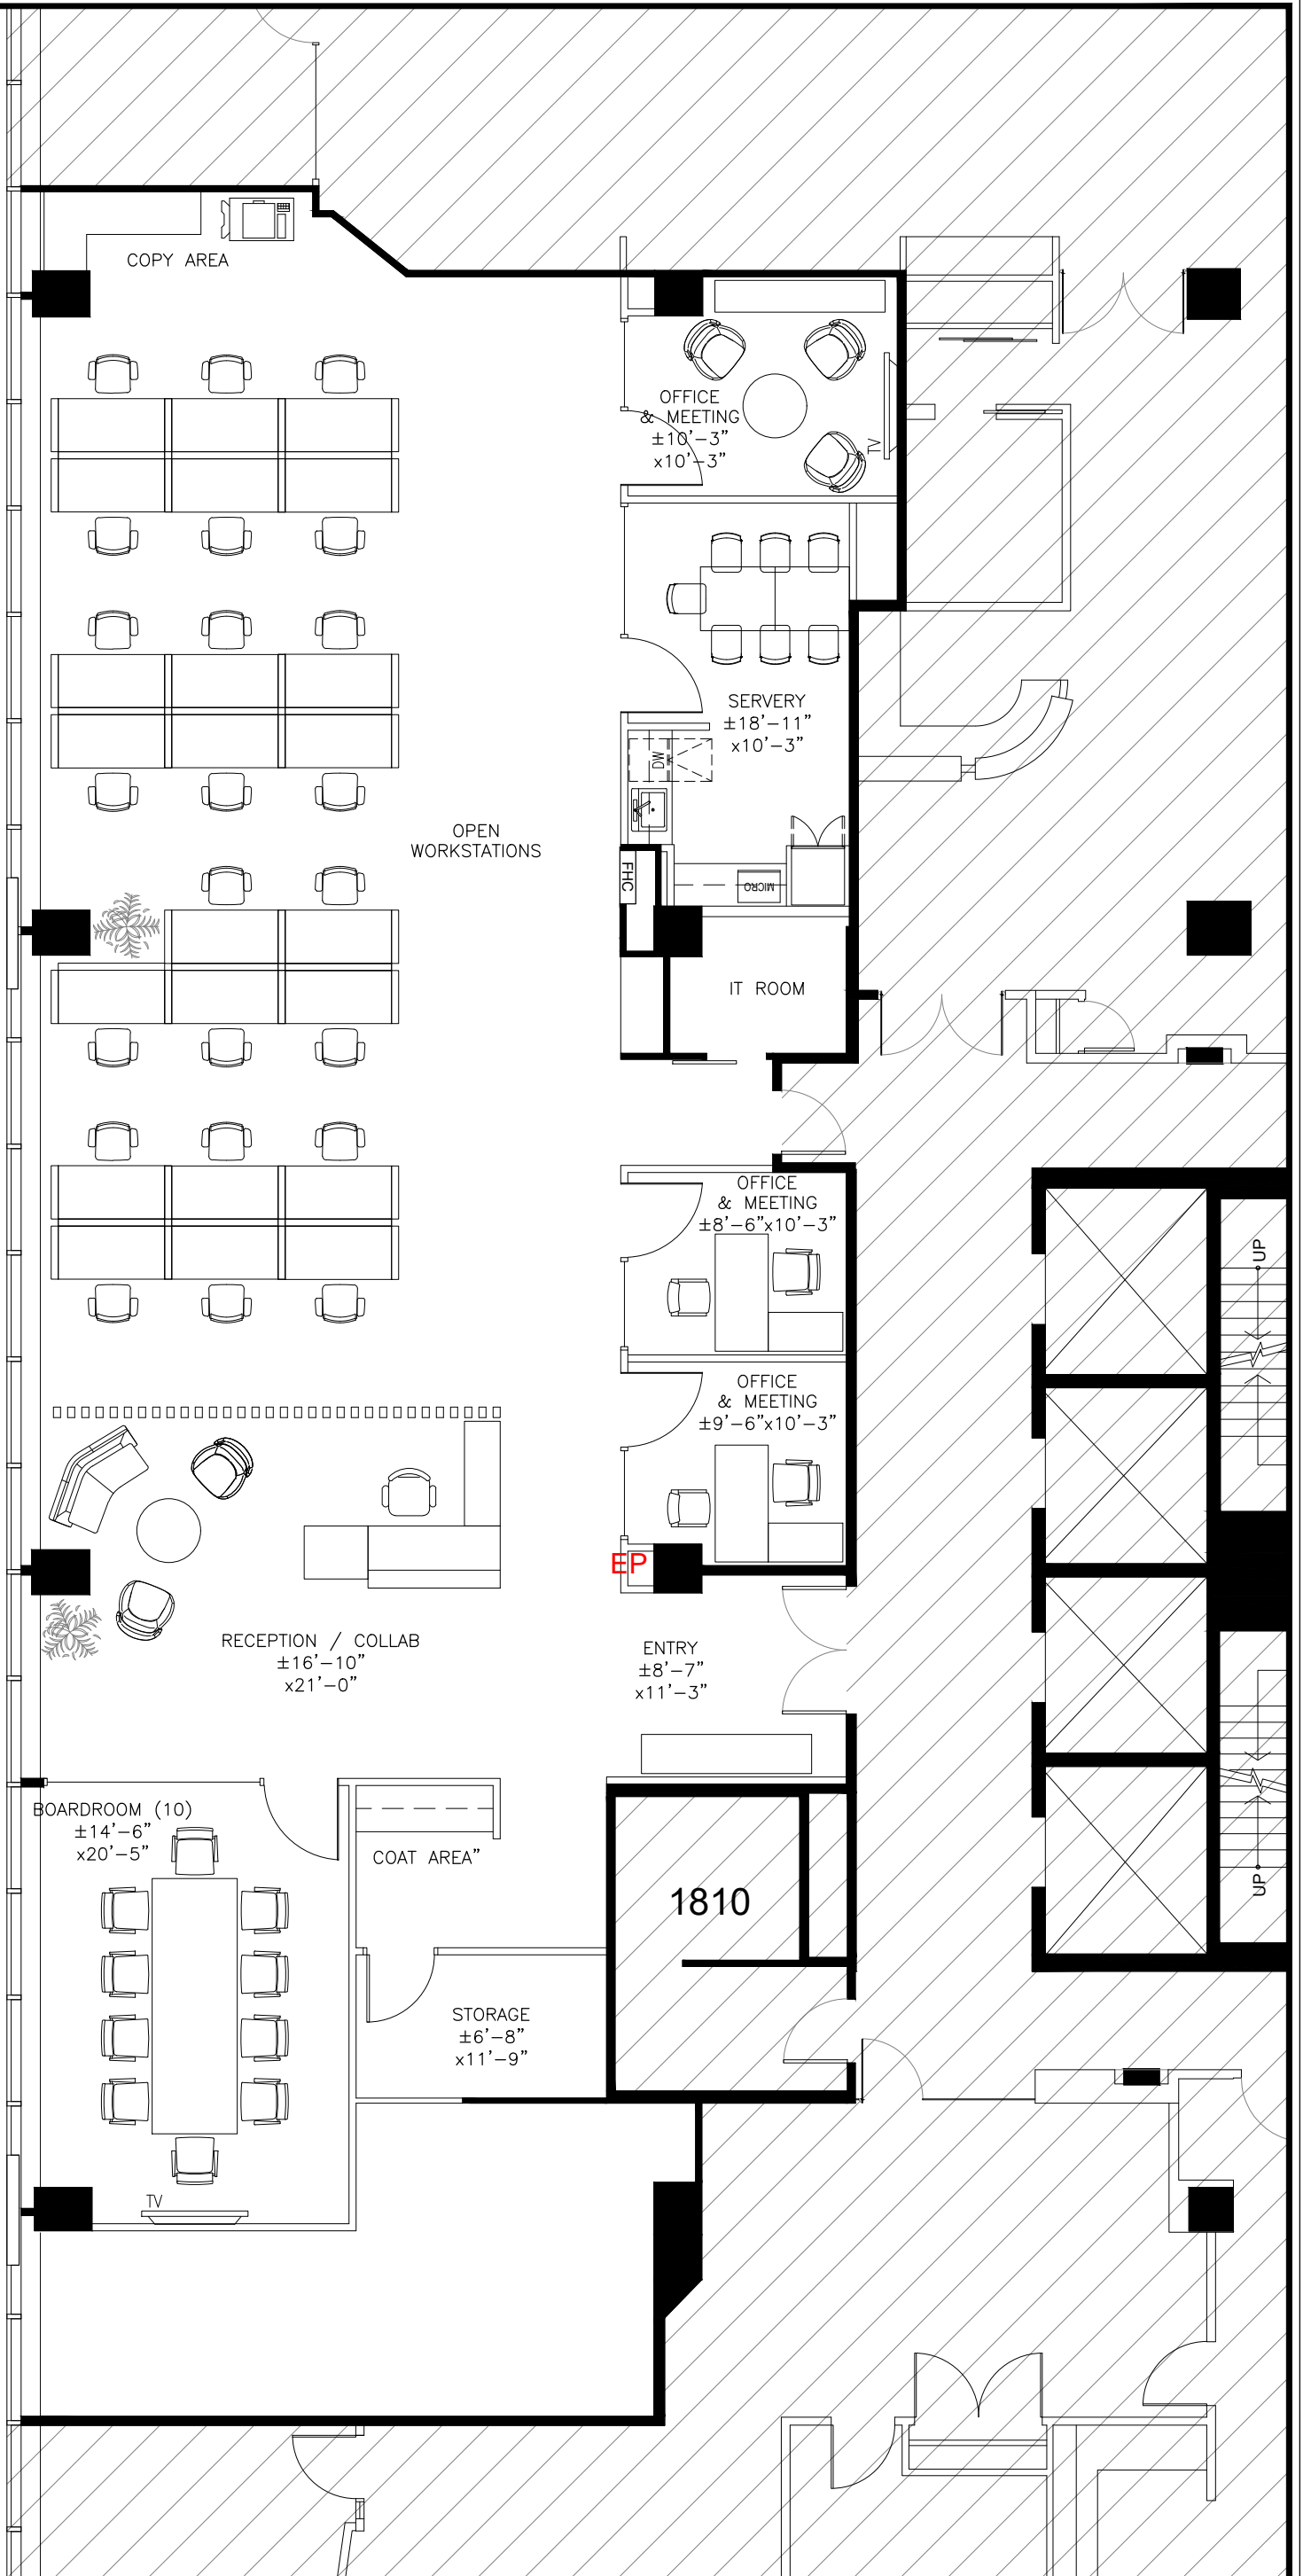 COPY AREA
OFFICE
& MEETING
±10'-3"
x10'-3"
TV
SERVERY
±18'-11"
x10'-3"
DW
OPEN
WORKSTATIONS
FHC
MICRO
IT ROOM
OFFICE
& MEETING
±8'-6"x10'-3"
UP
OFFICE
& MEETING
±9'-6"x10'-3"
EP
RECEPTION / COLLAB
±16'-10"
x21'-0"
ENTRY
±8'-7"
x11'-3"
BOARDROOM (10)
±14'-6"
x20'-5"
COAT AREA"
1810
UP
STORAGE
±6'-8"
x11'-9"
TV